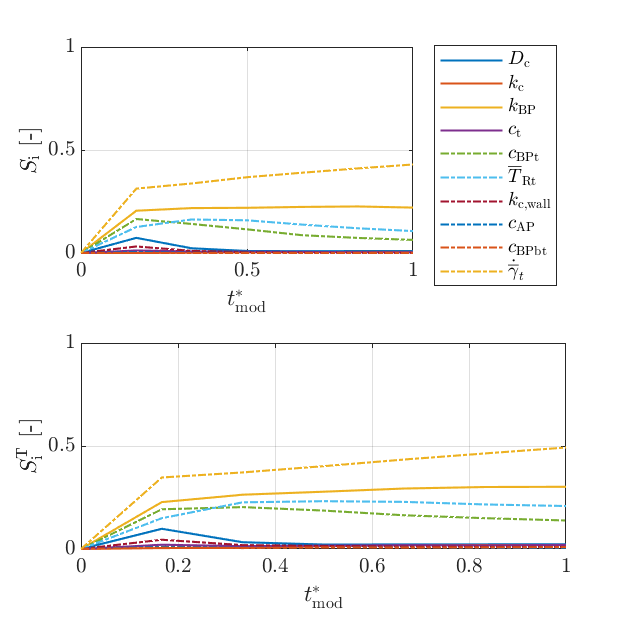 1
0.5
0
0
0.5
1
S_i [-]
t*_mod
D_c
k_c
k_BP
c_t
c_BPt
T̅_Rt
k_c,wall
c_AP
c_BPbt
γ̇̅_t
1
0.5
0
0
0.2
0.4
0.6
0.8
1
S_i^T [-]
t*_mod